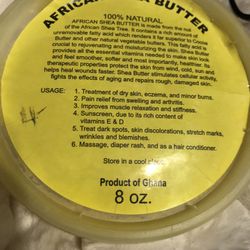 AFRICAN SHEA BUTTER
100% NATURAL
AFRICAN SHEA BUTTER is made from the nut
of the African Shea Tree. It contains a rich amount of
unremovable fatty acid which renders it far superior to
Butter and other natural vegetable butters. This fatty acid is
crucial to rejuvenating and moisturizing the skin. Shea Butter
provides all the essential vitamins needed to make skin look
and feel smoother, softer and most importantly, healthier. Its
therapeutic properties protect the skin from wind, cold, sun and
helps heal wounds faster. Shea Butter stimulates cellular activity,
fights the effects of aging and repairs rough, damaged skin.
USAGE: 1. Treatment of dry skin, eczema, and minor burns.
2. Pain relief from swelling and arthritis.
3. Improves muscle relaxation and stiffness.
4. Sunscreen, due to its rich content of
vitamins E & D
5. Treat dark spots, skin discolorations, stretch marks,
wrinkles and blemishes.
6. Massage, diaper rash, and as a hair conditioner.
Store in a cool
Product of Ghana
8 oz.